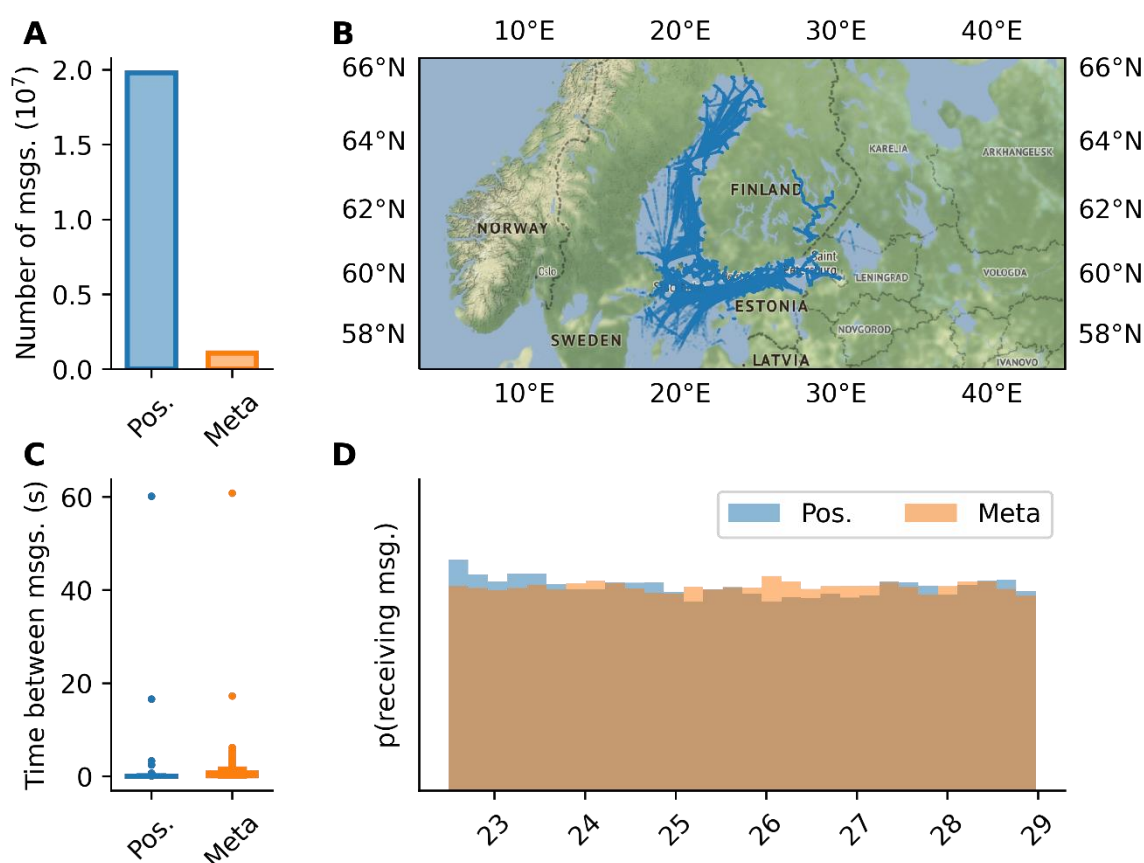 A
Number of msgs. (10⁷)
2.0
1.5
1.0
0.5
0.0
Pos.
Meta
B
10°E 20°E 30°E 40°E
66°N 66°N
64°N 64°N
62°N 62°N
60°N 60°N
58°N 58°N
KARELIA
ARKHANGELSK
FINLAND
NORWAY
Oslo
Saint
LENINGRAD
VOLOGDA
ESTONIA
NOVGOROD
SWEDEN
LATVIA
IVANOVO
10°E 20°E 30°E 40°E
C
Time between msgs. (s)
60
40
20
0
Pos.
Meta
D
p(receiving msg.)
Pos. Meta
23 24 25 26 27 28 29